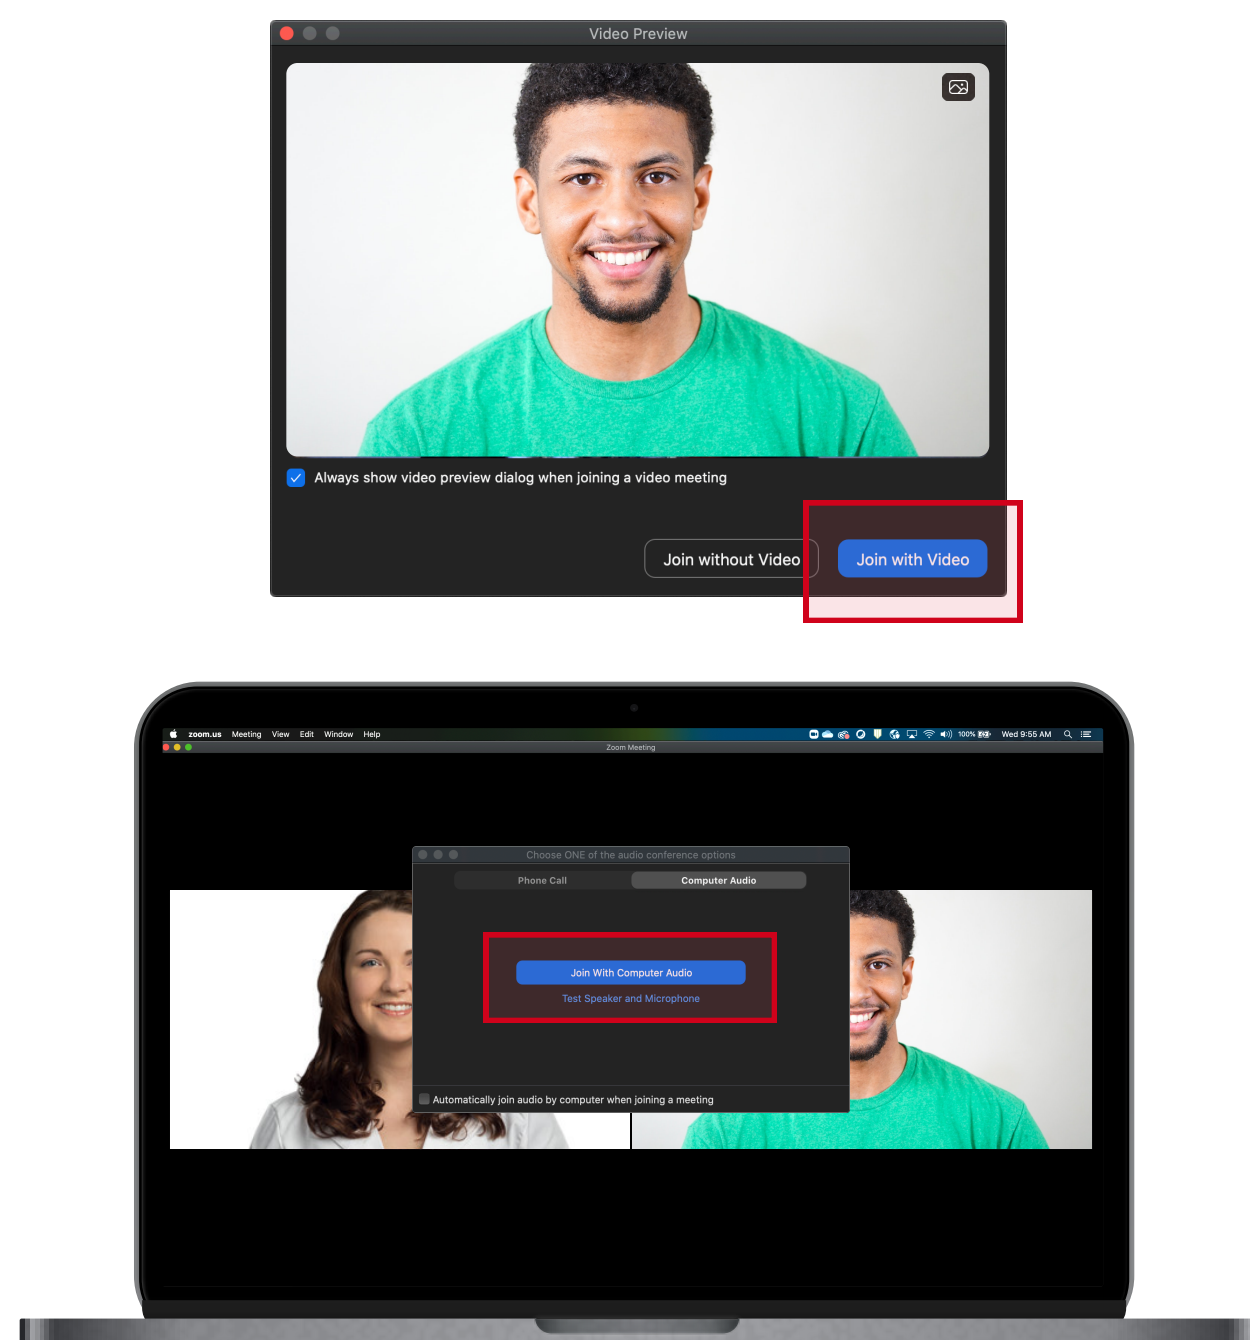 Video Preview
Always show video preview dialog when joining a video meeting
Join without Video
Join with Video
zoom.us Meeting View Edit Window Help 100% Wed 9:55 AM
Zoom Meeting
Choose ONE of the audio conference options
Phone Call Computer Audio
Join With Computer Audio
Test Speaker and Microphone
Automatically join audio by computer when joining a meeting